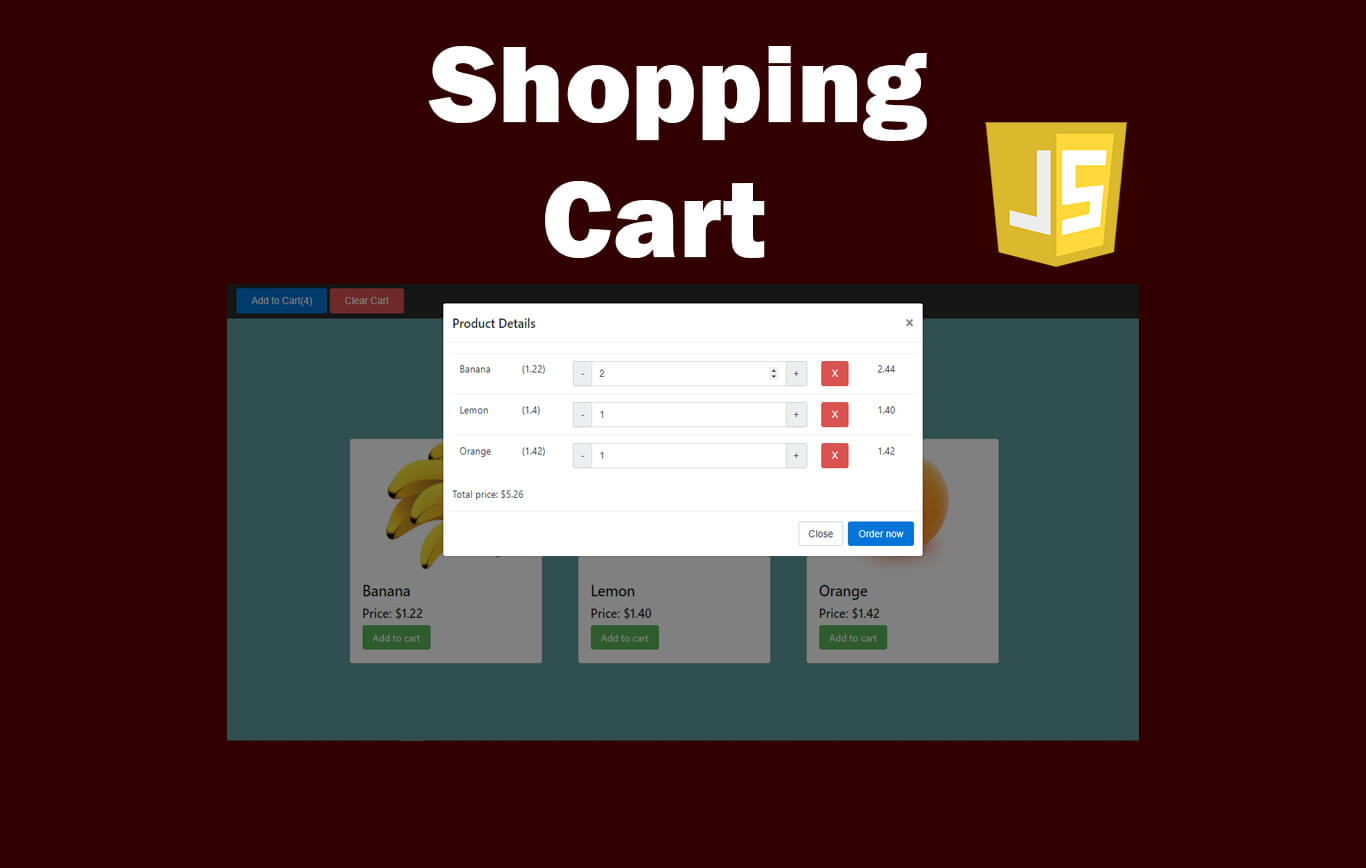 Shopping
Cart
JS
Add to Cart(4) Clear Cart
Product Details ×
Banana (1.22) - 2 + X 2.44
Lemon (1.4) - 1 + X 1.40
Orange (1.42) - 1 + X 1.42
Total price: $5.26
Close Order now
Banana Lemon Orange
Price: $1.22 Price: $1.40 Price: $1.42
Add to cart Add to cart Add to cart